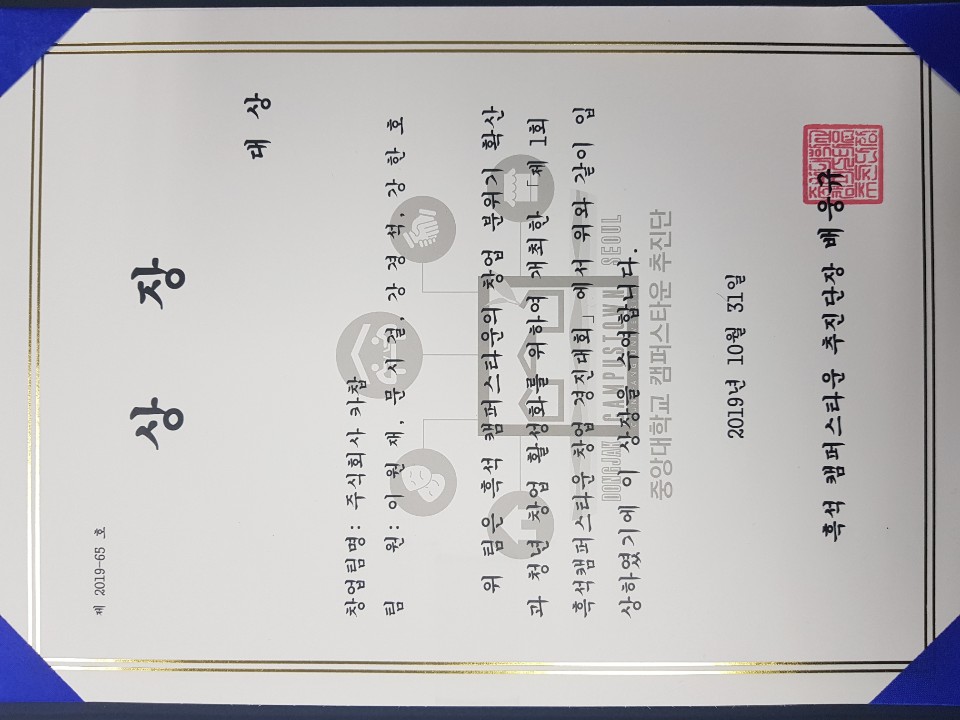 제 2019-65 호
상 장
대 상
창업팀명: 주식회사 카찹
팀 원: 이 원 재, 문 시 걸, 강 경 석, 강 한 호
위 팀은 흑석 캠퍼스타운의 창업 분위기 확산
과 청년 창업 활성화를 위하여 개최한 「제 1회
흑석캠퍼스타운 창업 경진대회」에서 위와 같이 입
DONGJAK CAMPUSTOWN SEOUL
상하였기에 이 상장을 수여합니다.
중앙대학교 캠퍼스타운 추진단
2019년 10월 31일
흑석 캠퍼스타운 추진단장 배웅규